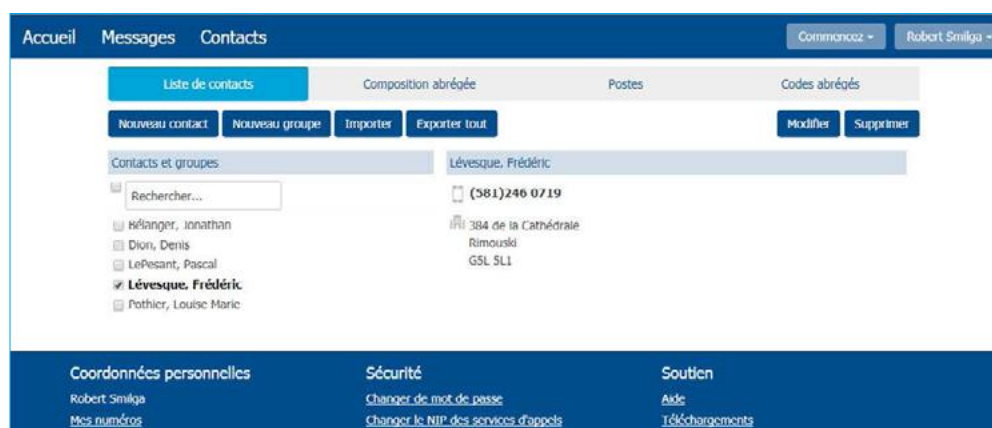 Accueil Messages Contacts Commencez Robert Smilga
Liste de contacts Composition abrégée Postes Codes abrégés
Nouveau contact Nouveau groupe Importer Exporter tout Modifier Supprimer
Contacts et groupes Lévesque, Frédéric
Rechercher... (581)246 0719
Bélanger, Jonathan 384 de la Cathédrale
Dion, Denis Rimouski
LePesant, Pascal G5L 5L1
Lévesque, Frédéric
Pothier, Louise Marie
Coordonnées personnelles Sécurité Soutien
Robert Smilga Changer de mot de passe Aide
Mes numéros Changer le NIP des services d'appels Téléchargements